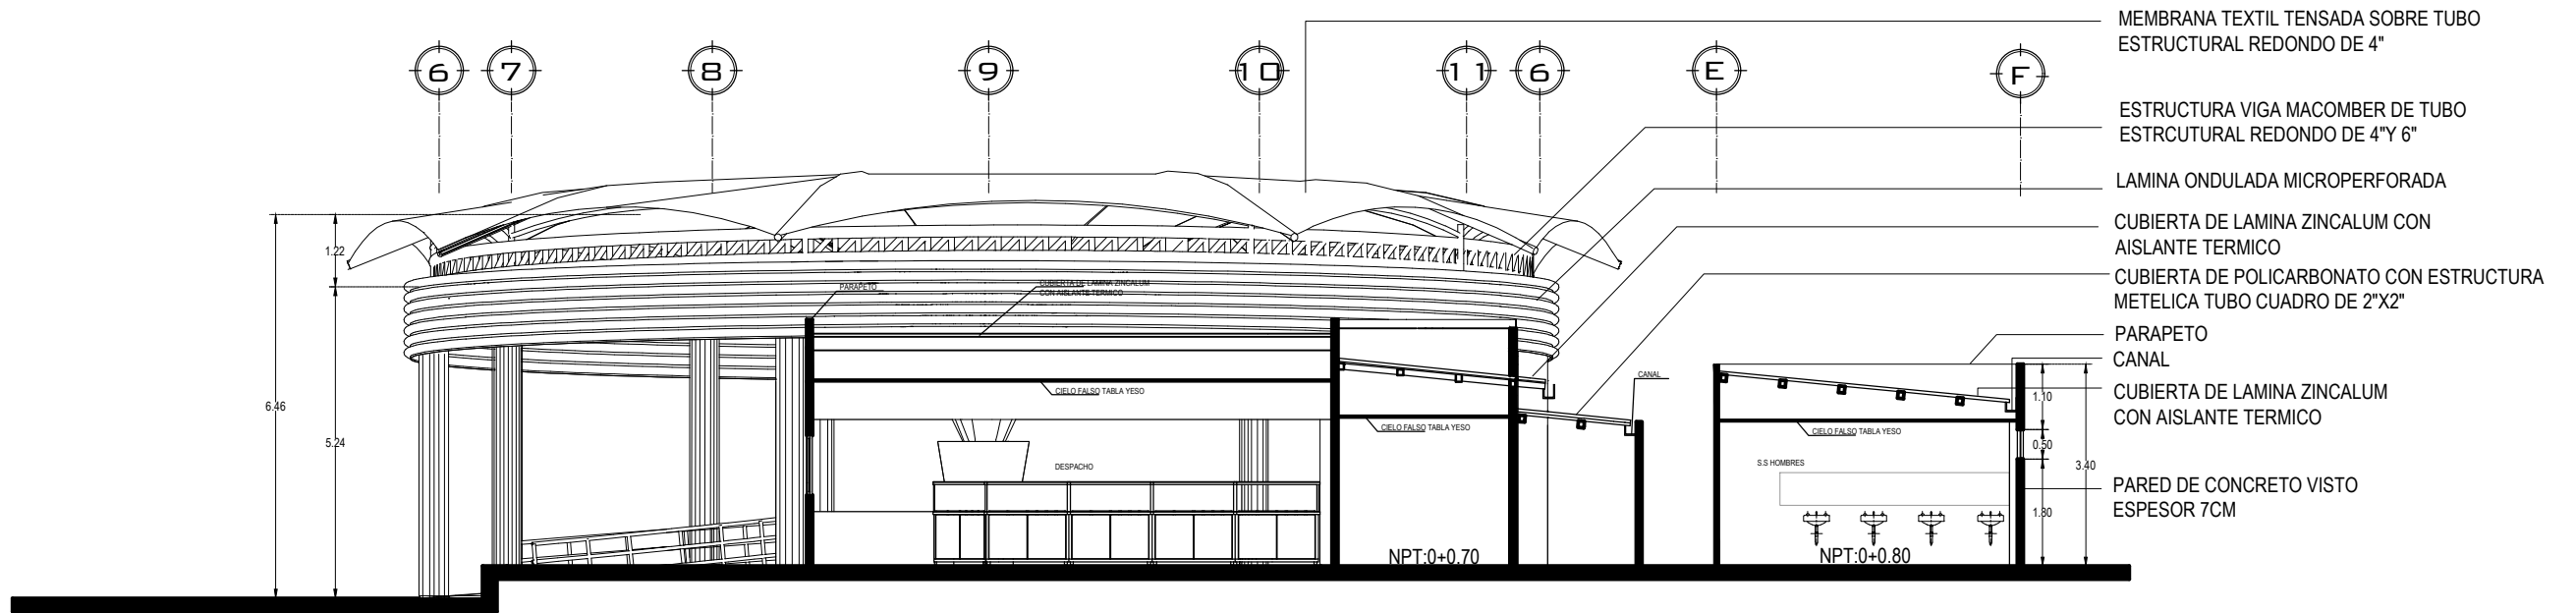 MEMBRANA TEXTIL TENSADA SOBRE TUBO
ESTRUCTURAL REDONDO DE 4"
6
7
8
9
10
11
6
E
F
ESTRUCTURA VIGA MACOMBER DE TUBO
ESTRCUTURAL REDONDO DE 4"Y 6"
LAMINA ONDULADA MICROPERFORADA
CUBIERTA DE LAMINA ZINCALUM CON
AISLANTE TERMICO
CUBIERTA DE POLICARBONATO CON ESTRUCTURA
METELICA TUBO CUADRO DE 2"X2"
PARAPETO
CANAL
CUBIERTA DE LAMINA ZINCALUM
CON AISLANTE TERMICO
PARED DE CONCRETO VISTO
ESPESOR 7CM
1.22
6.46
5.24
PARAPETO
CUBIERTA DE LAMINA ZINCALUM
CON AISLANTE TERMICO
CIELO FALSO TABLA YESO
DESPACHO
CIELO FALSO TABLA YESO
CANAL
NPT:0+0.70
CIELO FALSO TABLA YESO
S.S HOMBRES
NPT:0+0.80
1.10
0.50
3.40
1.80